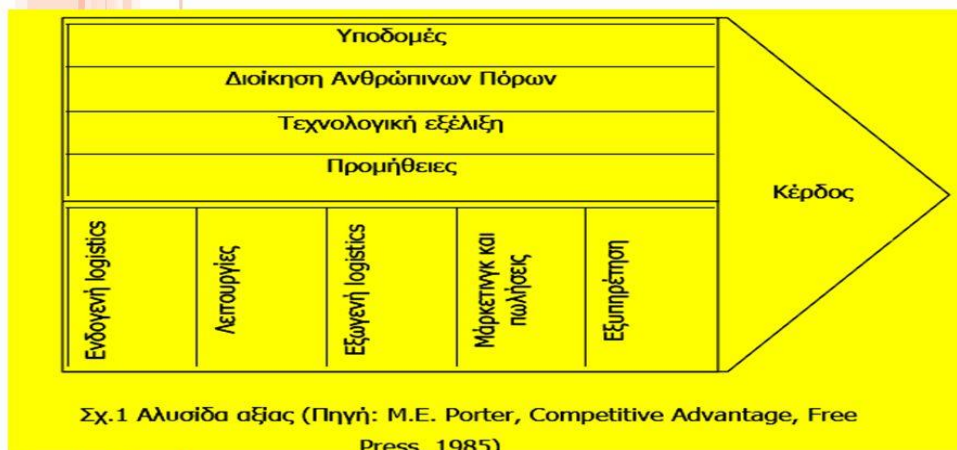 Υποδομές
Διοίκηση Ανθρώπινων Πόρων
Τεχνολογική εξέλιξη
Προμήθειες
Κέρδος
Ενδογενή logistics
Λειτουργίες
Εξωγενή logistics
Μάρκετινγκ και
πωλήσεις
Εξυπηρέτηση
Σχ.1 Αλυσίδα αξίας (Πηγή: M.E. Porter, Competitive Advantage, Free
Press, 1985)